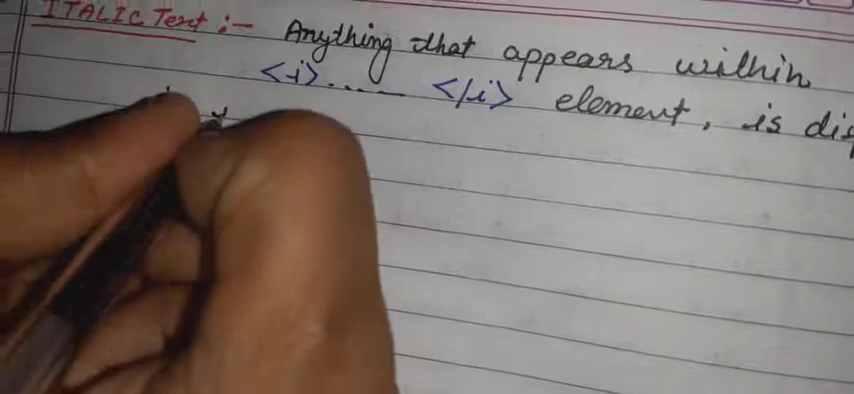 ITALIC Text :- Anything that appears within
<i>...... </i> element, is